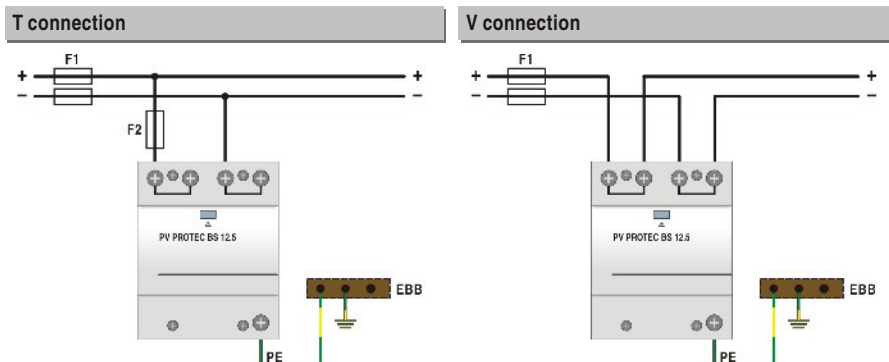 T connection
F1
+ +
− −
F2
PV PROTEC BS 12.5
EBB
PE
V connection
F1
+ +
− −
PV PROTEC BS 12.5
EBB
PE